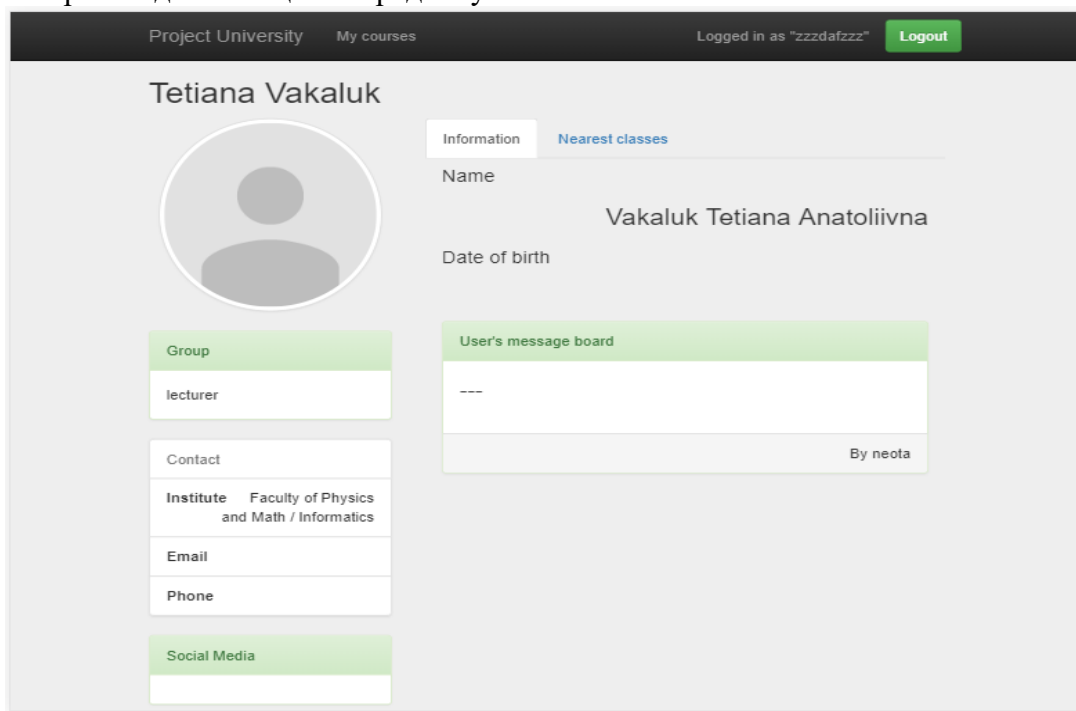 Project University My courses Logged in as "zzzdafzzz" Logout
Tetiana Vakaluk
Information Nearest classes
Name
Vakaluk Tetiana Anatoliivna
Date of birth
Group
lecturer
Contact
Institute Faculty of Physics
and Math / Informatics
Email
Phone
Social Media
User's message board
---
By neota